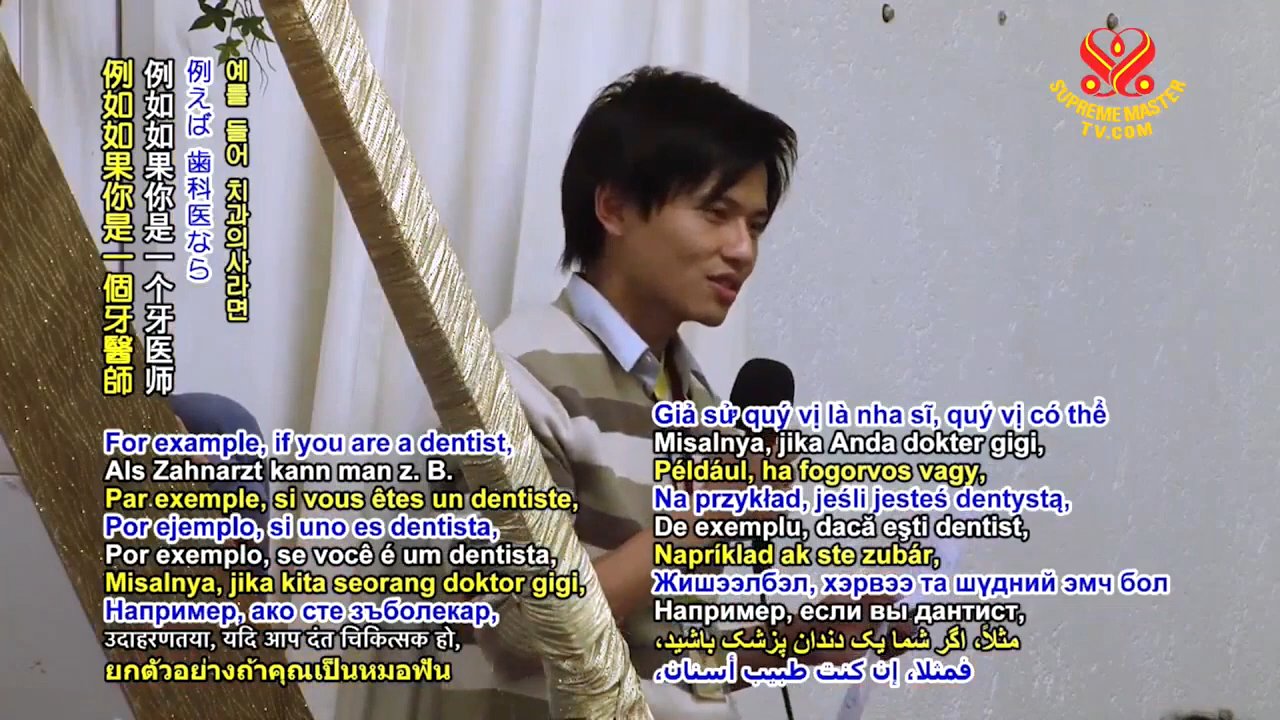 例如如果你是一個牙醫師
例如如果你是一个牙医师
例えば 歯科医なら
예를 들어 치과의사라면
SUPREME MASTER
TV.COM
For example, if you are a dentist,
Als Zahnarzt kann man z. B.
Par exemple, si vous êtes un dentiste,
Por ejemplo, si uno es dentista,
Por exemplo, se você é um dentista,
Misalnya, jika kita seorang doktor gigi,
Например, ако сте зъболекар,
उदाहरणतया, यदि आप दंत चिकित्सक हो,
ยกตัวอย่างถ้าคุณเป็นหมอฟัน
Giả sử quý vị là nha sĩ, quý vị có thể
Misalnya, jika Anda dokter gigi,
Például, ha fogorvos vagy,
Na przykład, jeśli jesteś dentystą,
De exemplu, dacă eşti dentist,
Napríklad ak ste zubár,
Жишээлбэл, хэрвээ та шүдний эмч бол
Например, если вы дантист,
مثلاً، اگر شما یک دندان پزشک باشید،
فمثلا، إن كنت طبيب أسنان،